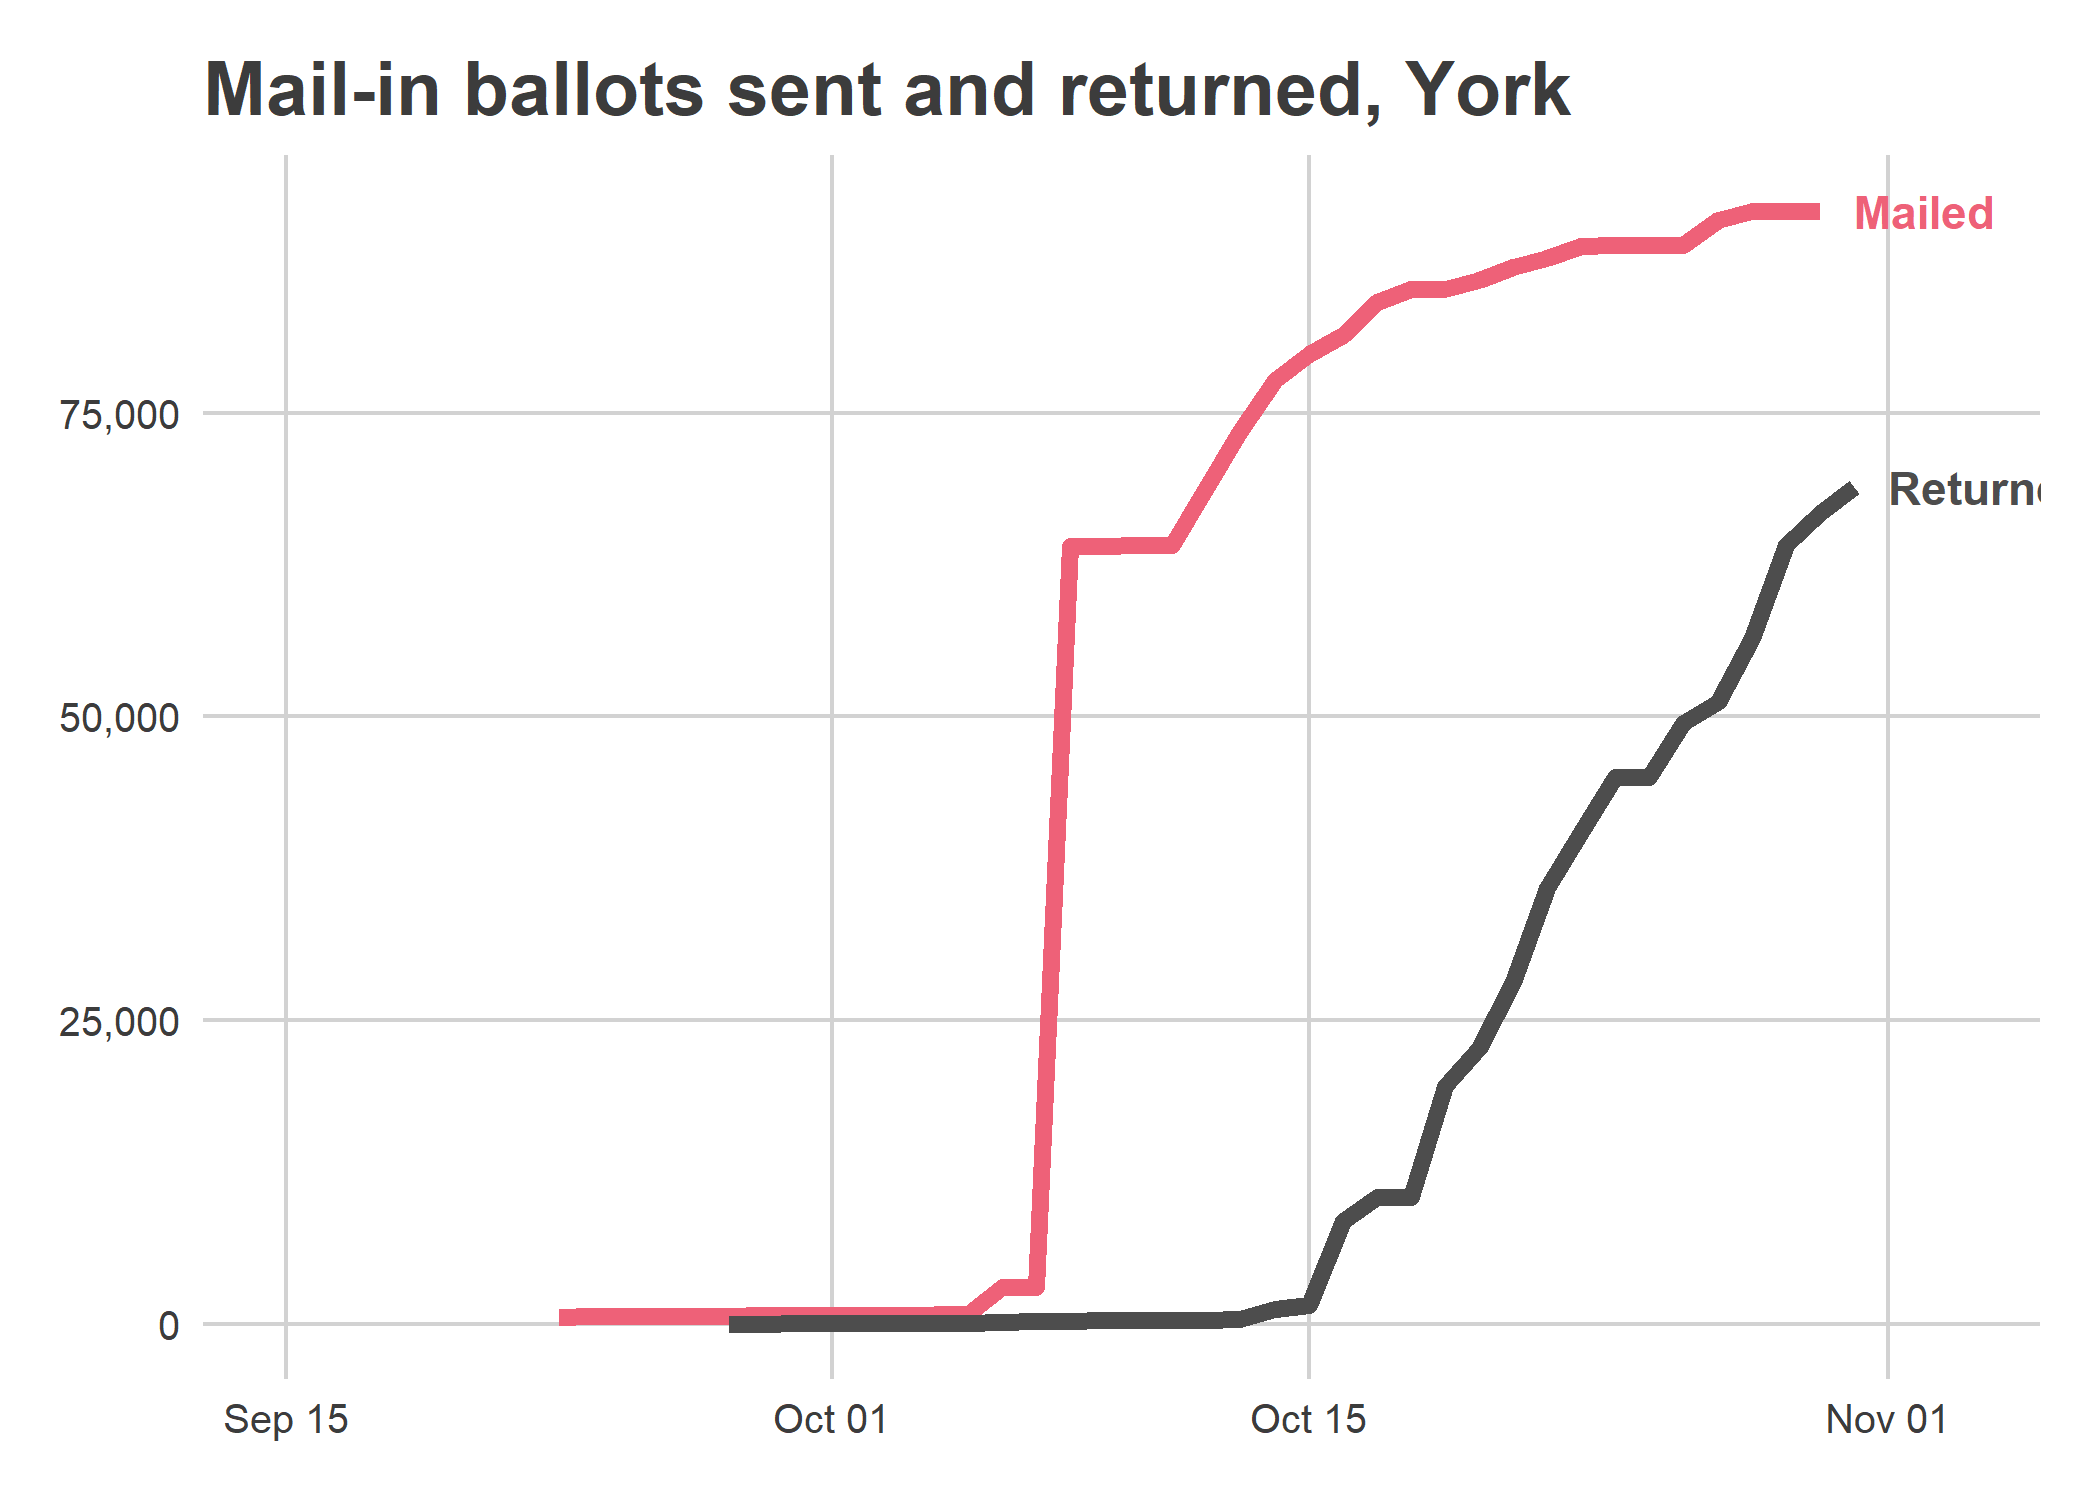 Mail-in ballots sent and returned, York
Mailed
75,000
Returne
50,000
25,000
0
Sep 15 Oct 01 Oct 15 Nov 01